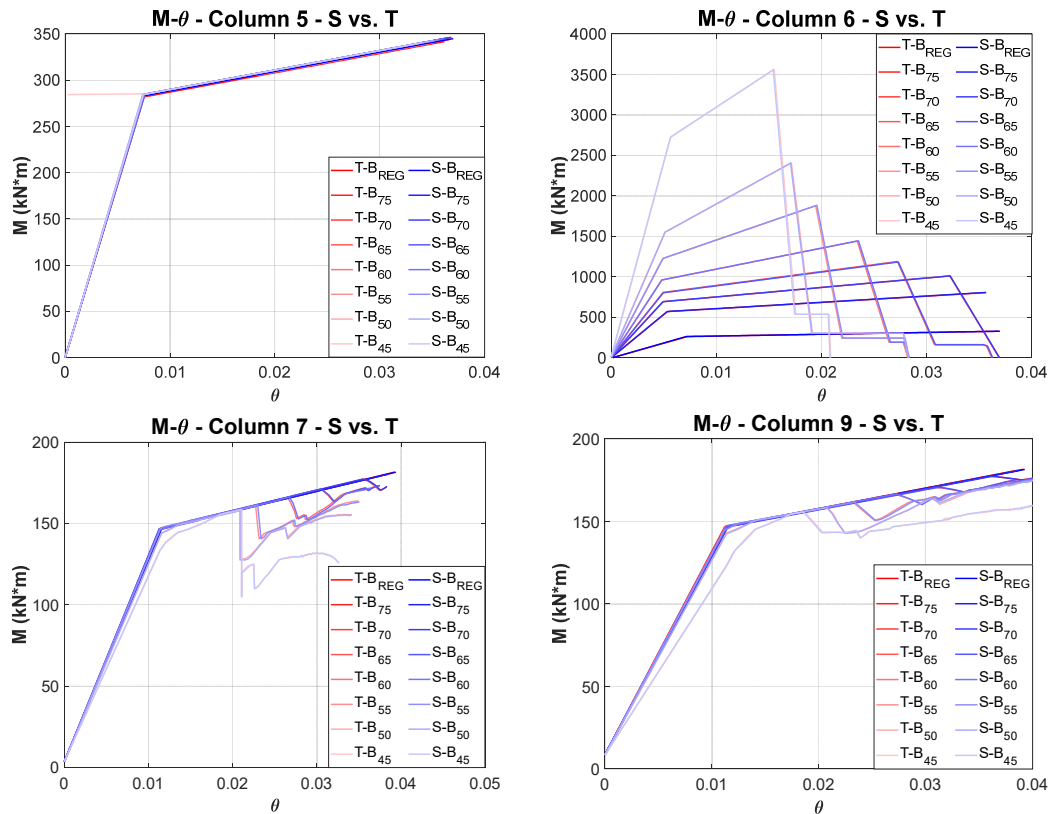 M-θ - Column 5 - S vs. T
350
300
250
200
150
100
50
0
M (kN*m)
0 0.01 0.02 0.03 0.04
θ
T-B_REG S-B_REG
T-B_75 S-B_75
T-B_70 S-B_70
T-B_65 S-B_65
T-B_60 S-B_60
T-B_55 S-B_55
T-B_50 S-B_50
T-B_45 S-B_45
M-θ - Column 6 - S vs. T
4000
3500
3000
2500
2000
1500
1000
500
0
M (kN*m)
0 0.01 0.02 0.03 0.04
θ
T-B_REG S-B_REG
T-B_75 S-B_75
T-B_70 S-B_70
T-B_65 S-B_65
T-B_60 S-B_60
T-B_55 S-B_55
T-B_50 S-B_50
T-B_45 S-B_45
M-θ - Column 7 - S vs. T
200
150
100
50
0
M (kN*m)
0 0.01 0.02 0.03 0.04 0.05
θ
T-B_REG S-B_REG
T-B_75 S-B_75
T-B_70 S-B_70
T-B_65 S-B_65
T-B_60 S-B_60
T-B_55 S-B_55
T-B_50 S-B_50
T-B_45 S-B_45
M-θ - Column 9 - S vs. T
200
150
100
50
0
M (kN*m)
0 0.01 0.02 0.03 0.04
θ
T-B_REG S-B_REG
T-B_75 S-B_75
T-B_70 S-B_70
T-B_65 S-B_65
T-B_60 S-B_60
T-B_55 S-B_55
T-B_50 S-B_50
T-B_45 S-B_45